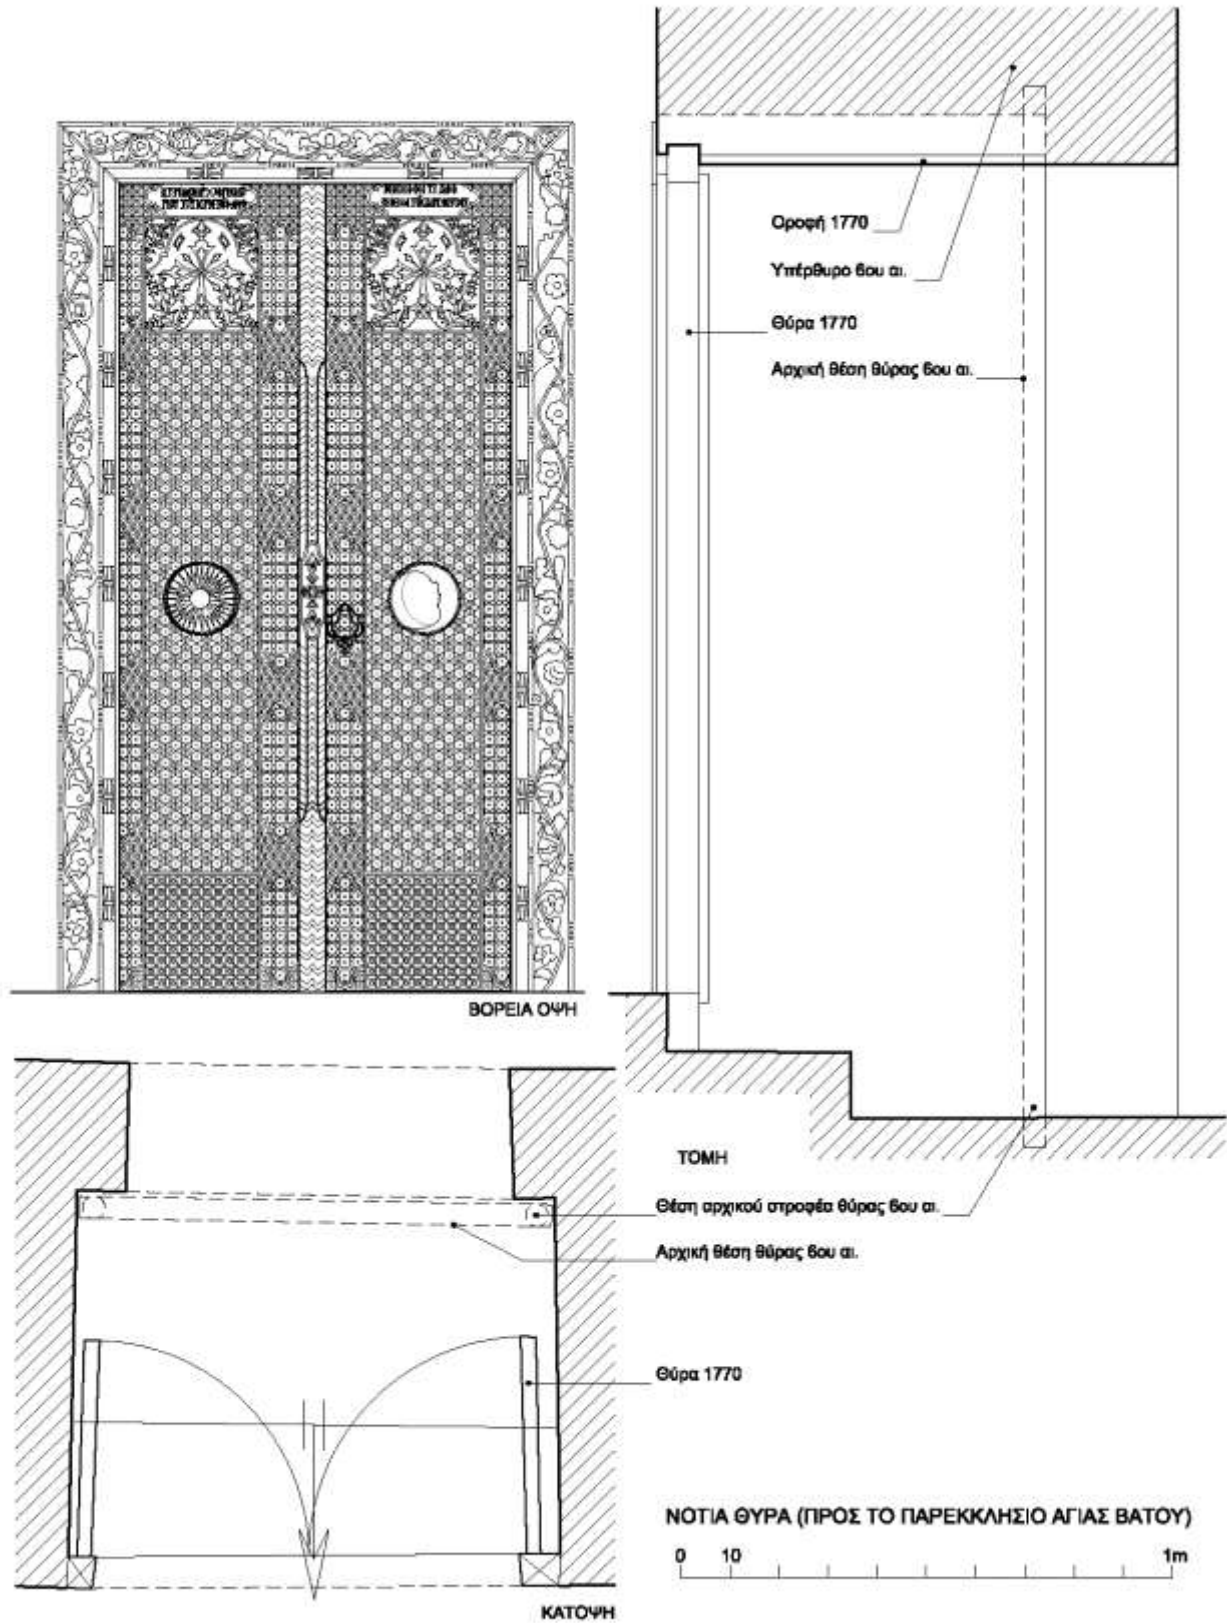 Οροφή 1770
Υπέρθυρο 6ου αι.
Θύρα 1770
Αρχική θέση θύρας 6ου αι.
ΒΟΡΕΙΑ ΟΨΗ
ΤΟΜΗ
Θέση αρχικού στροφέα θύρας 6ου αι.
Αρχική θέση θύρας 6ου αι.
Θύρα 1770
ΝΟΤΙΑ ΘΥΡΑ (ΠΡΟΣ ΤΟ ΠΑΡΕΚΚΛΗΣΙΟ ΑΓΙΑΣ ΒΑΤΟΥ)
0 10 1m
ΚΑΤΟΨΗ